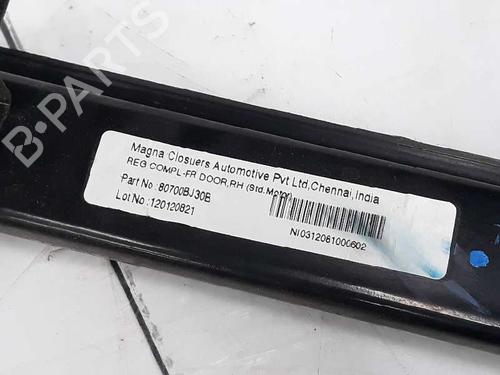 B-PARTS
Magna Closuers Automotive Pvt Ltd,Chennai,India
REG COMPL-FR DOOR,RH (Std.Motor)
Part No :80700BJ30B
Lot No :120120821
NI0312081000602